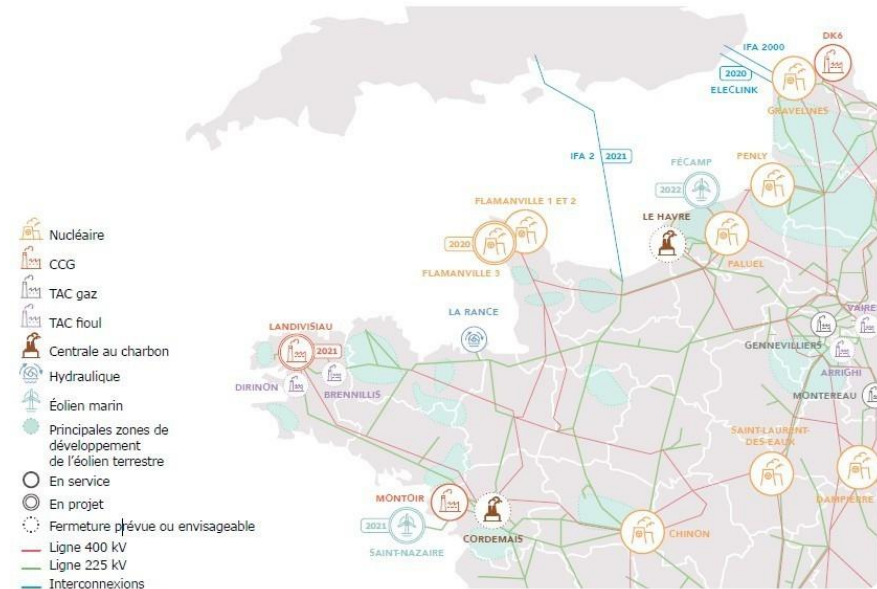 IFA 2000
DK6
2020
ELECLINK
GRAVELINES
IFA 2
2021
FÉCAMP
2022
PENLY
FLAMANVILLE 1 ET 2
LE HAVRE
2020
FLAMANVILLE 3
PALUEL
LA RANCE
LANDIVISIAU
2021
DIRINON
BRENNILIS
GENNEVILLIERS
ARRIGHI
MONTEREAU
SAINT-LAURENT-
DES-EAUX
DAMPIERRE
MONTOIR
2021
SAINT-NAZAIRE
CORDEMAIS
CHINON
Nucléaire
CCG
TAC gaz
TAC fioul
Centrale au charbon
Hydraulique
Éolien marin
Principales zones de
développement
de l'éolien terrestre
En service
En projet
Fermeture prévue ou envisageable
Ligne 400 kV
Ligne 225 kV
Interconnexions